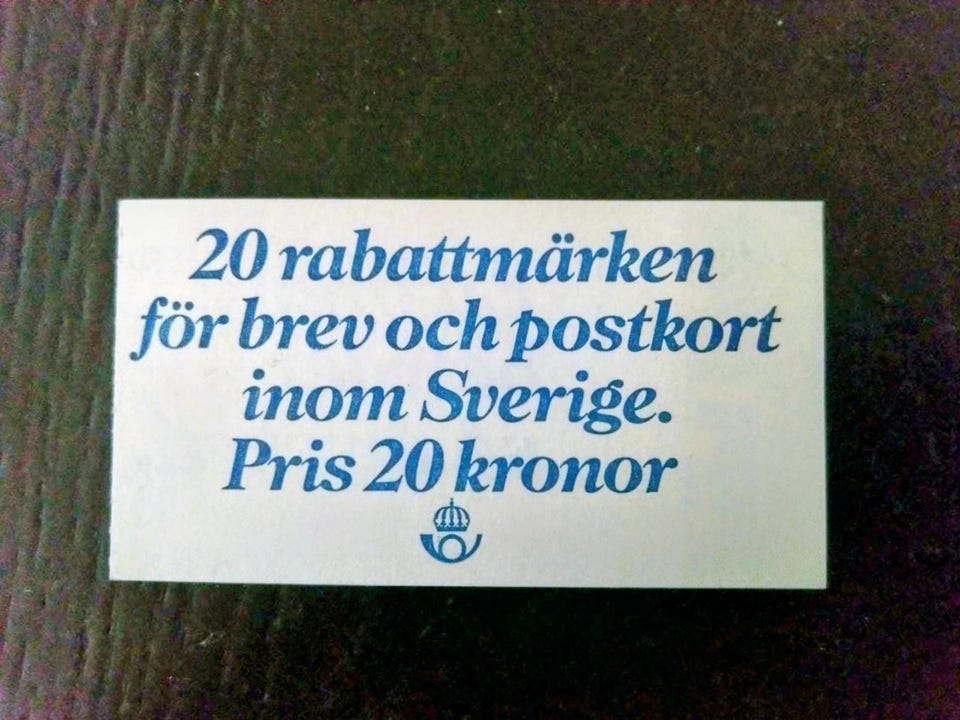 20 rabattmärken
för brev och postkort
inom Sverige.
Pris 20 kronor